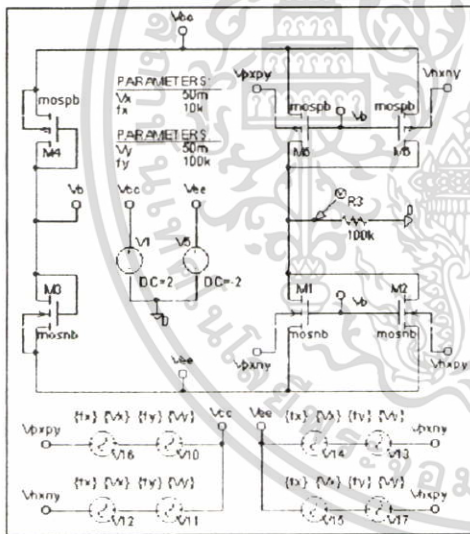 Vcc
PARAMETERS:
Vx 50m
fx 10k
PARAMETERS:
Vy 50m
fy 100k
mospb
M4
Vpxpy
Vnxny
mospb
mospb
Vb
M5
Vb
Vcc
Vee
V1
V5
DC=2
DC=-2
0
R3
100k
0
M3
mosnb
M1
M2
Vb
mosnb
mosnb
Vpxny
Vnxpy
Vee
{fx} {Vx} {fy} {Vy}
Vcc
Vee
{fx} {Vx} {fy} {Vy}
Vpxpy
V16
V10
V14
V13
Vpxny
{fx} {Vx} {fy} {Vy}
{fx} {Vx} {fy} {Vy}
Vnxny
V12
V11
V15
V17
Vnxpy